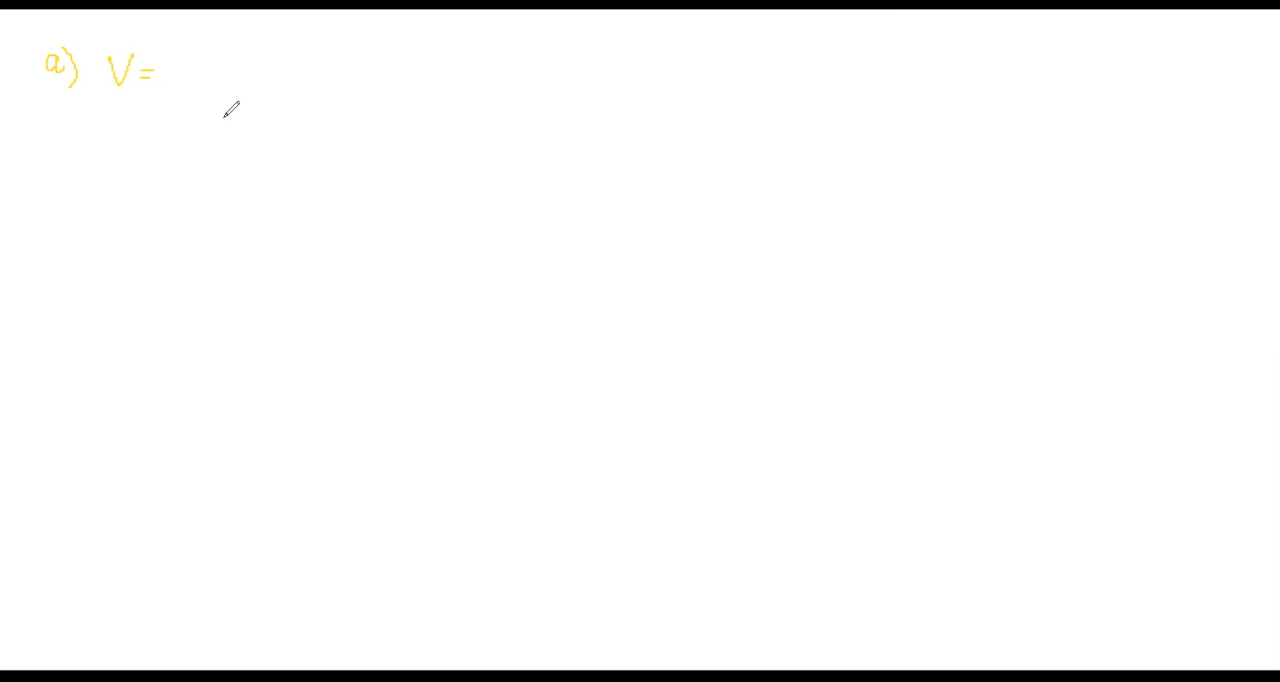 a) V =